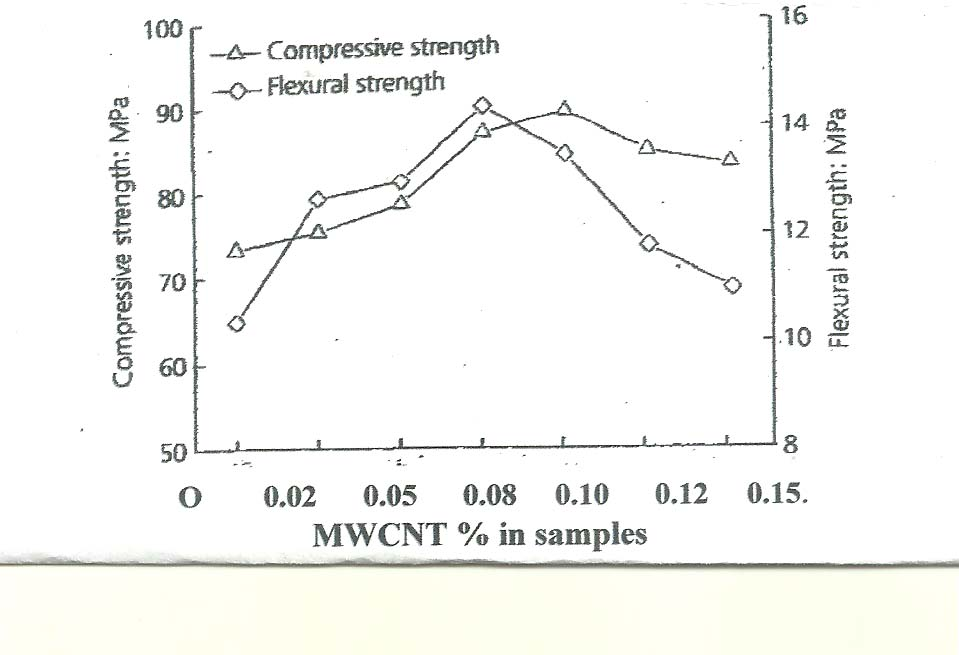 100
90
80
70
60
50
Compressive strength: MPa
Compressive strength
Flexural strength
16
14
12
10
8
Flexural strength: MPa
O 0.02 0.05 0.08 0.10 0.12 0.15.
MWCNT % in samples